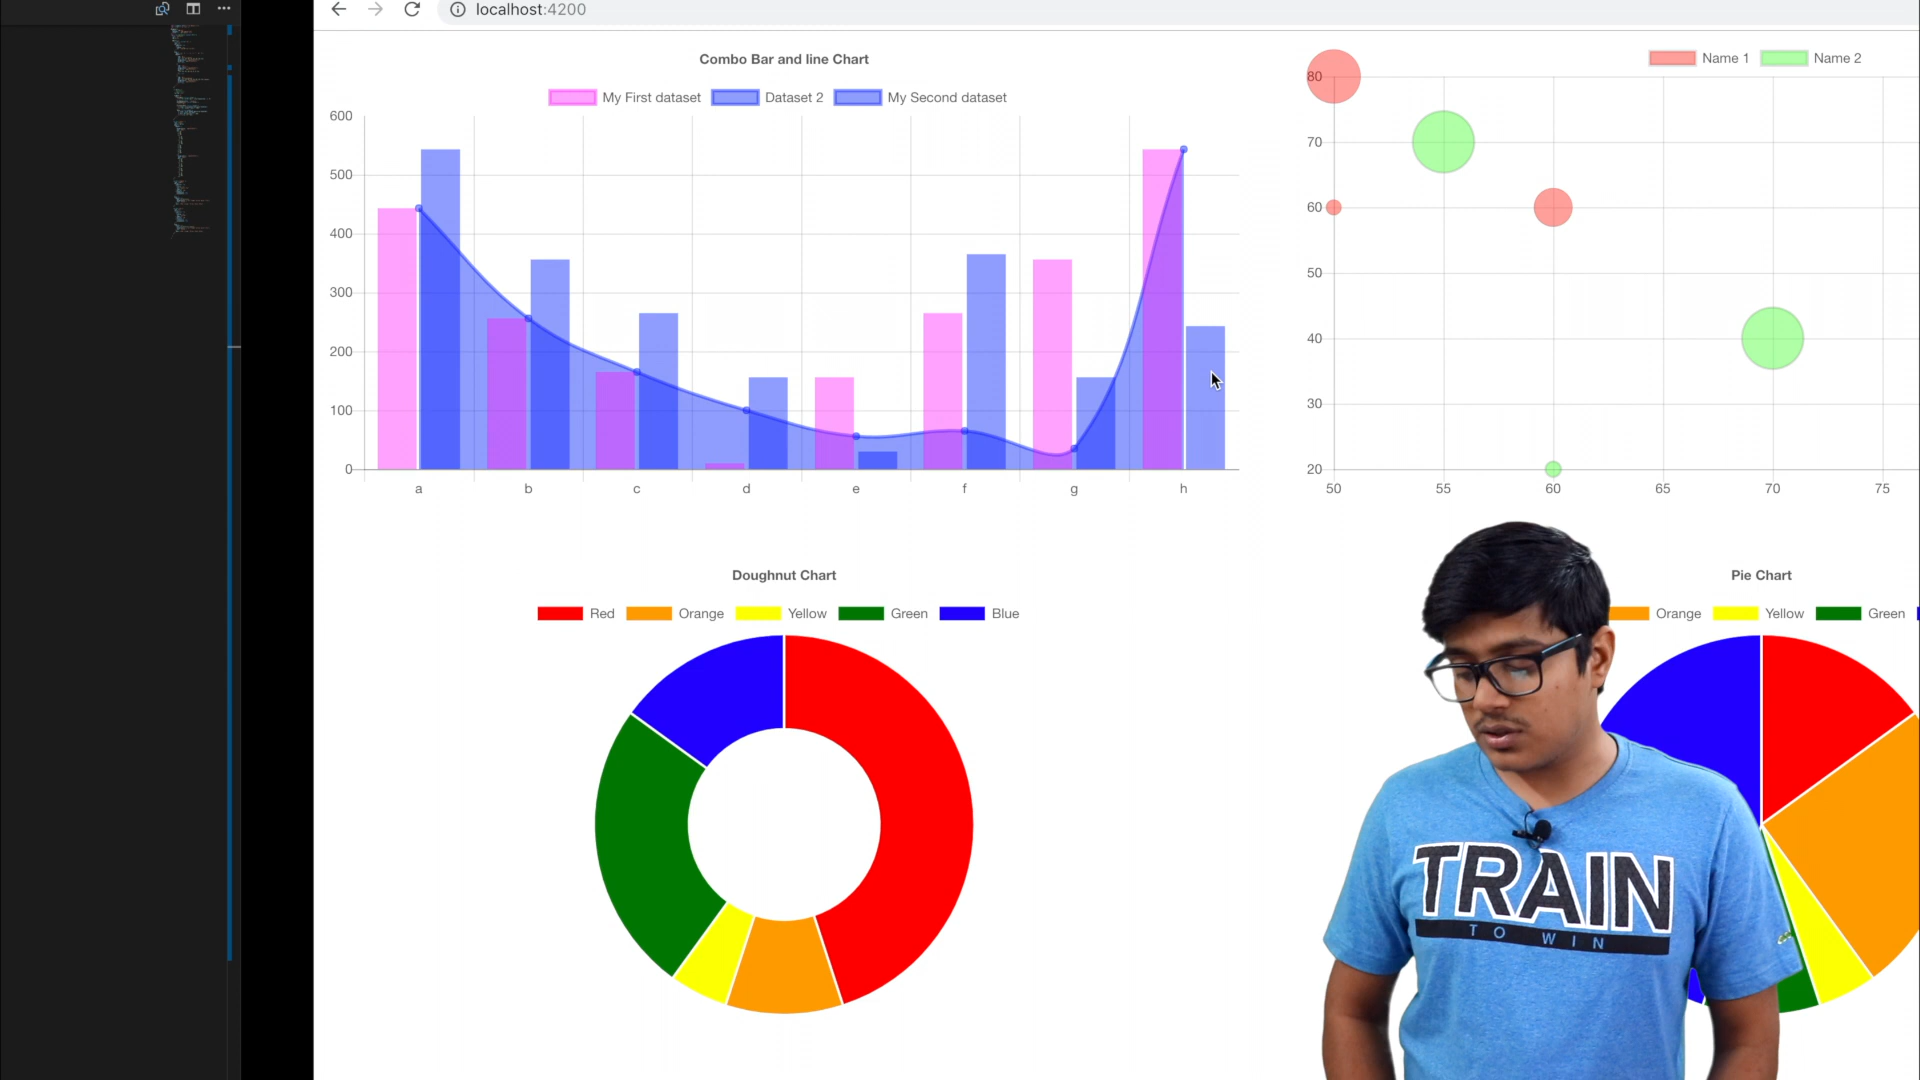 localhost:4200
Combo Bar and line Chart
My First dataset Dataset 2 My Second dataset
600
500
400
300
200
100
0
a b c d e f g h
Name 1 Name 2
80
70
60
50
40
30
20
50 55 60 65 70 75
Doughnut Chart
Red Orange Yellow Green Blue
Pie Chart
Orange Yellow Green
TRAIN
TO WIN